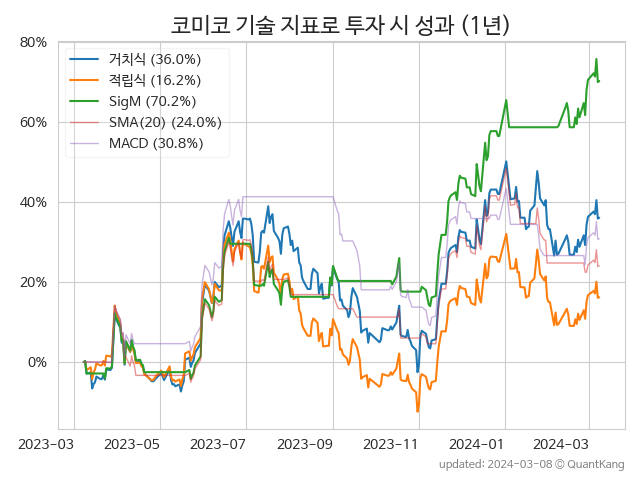 코미코 기술 지표로 투자 시 성과 (1년)
80%
60%
40%
20%
0%
거치식 (36.0%)
적립식 (16.2%)
SigM (70.2%)
SMA(20) (24.0%)
MACD (30.8%)
2023-03 2023-05 2023-07 2023-09 2023-11 2024-01 2024-03
updated: 2024-03-08 © QuantKang